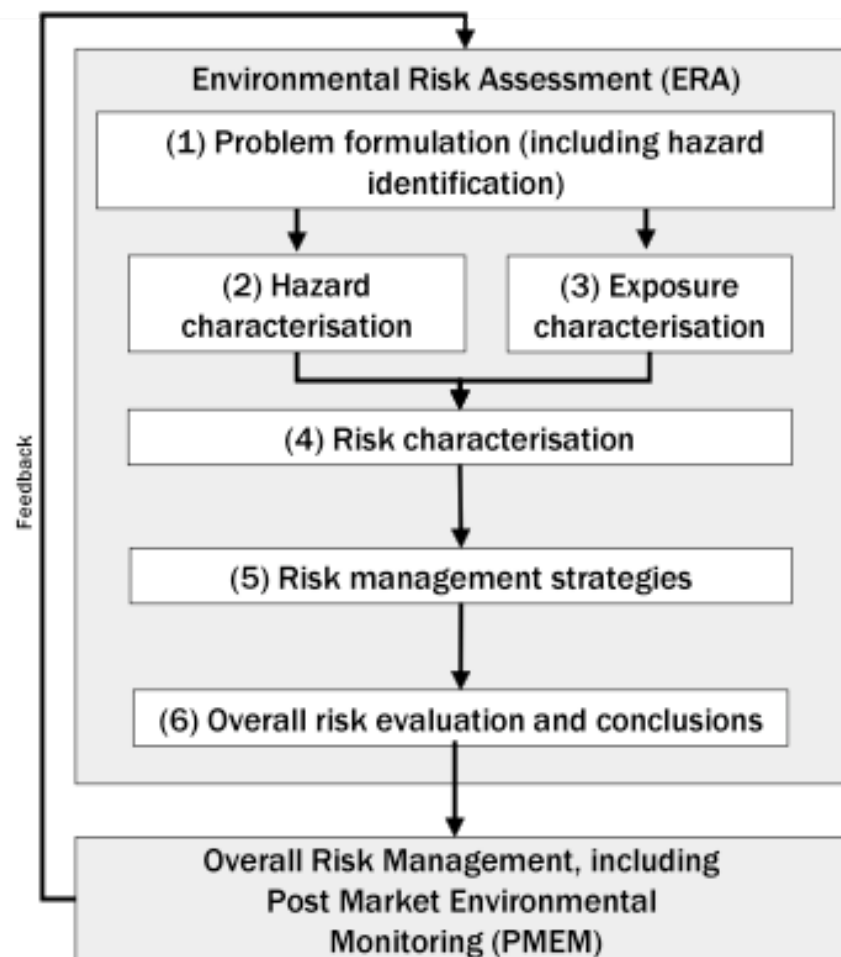 Environmental Risk Assessment (ERA)
(1) Problem formulation (including hazard
identification)
(2) Hazard
characterisation
(3) Exposure
characterisation
(4) Risk characterisation
(5) Risk management strategies
(6) Overall risk evaluation and conclusions
Feedback
Overall Risk Management, including
Post Market Environmental
Monitoring (PMEM)